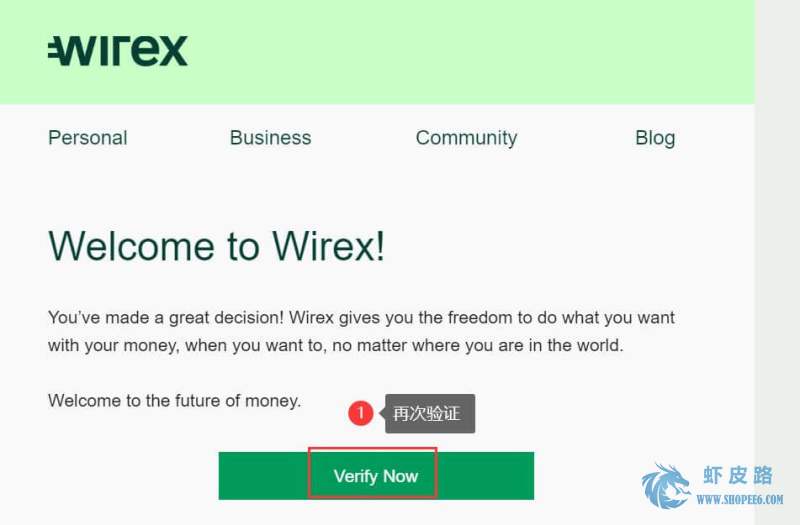 wirex
Personal Business Community Blog
Welcome to Wirex!
You've made a great decision! Wirex gives you the freedom to do what you want
with your money, when you want to, no matter where you are in the world.
Welcome to the future of money.
1 再次验证
Verify Now
虾皮路
WWW.SHOPEE6.COM